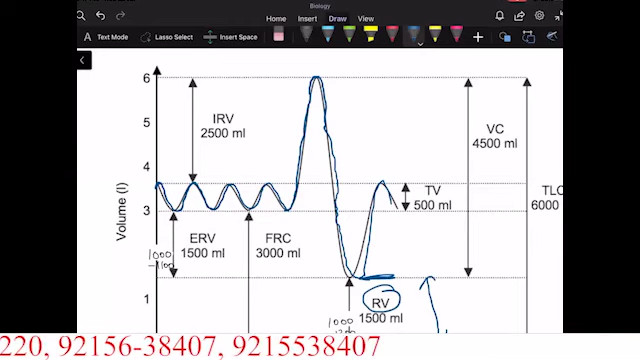 Biology
Home Insert Draw View
Text Mode Lasso Select Insert Space
6
IRV
2500 ml
5
VC
4500 ml
4
TV
500 ml
TLC
6000
Volume (l)
3
ERV
1500 ml
FRC
3000 ml
1000
-1100
1
RV
1500 ml
1000
220, 92156-38407, 9215538407